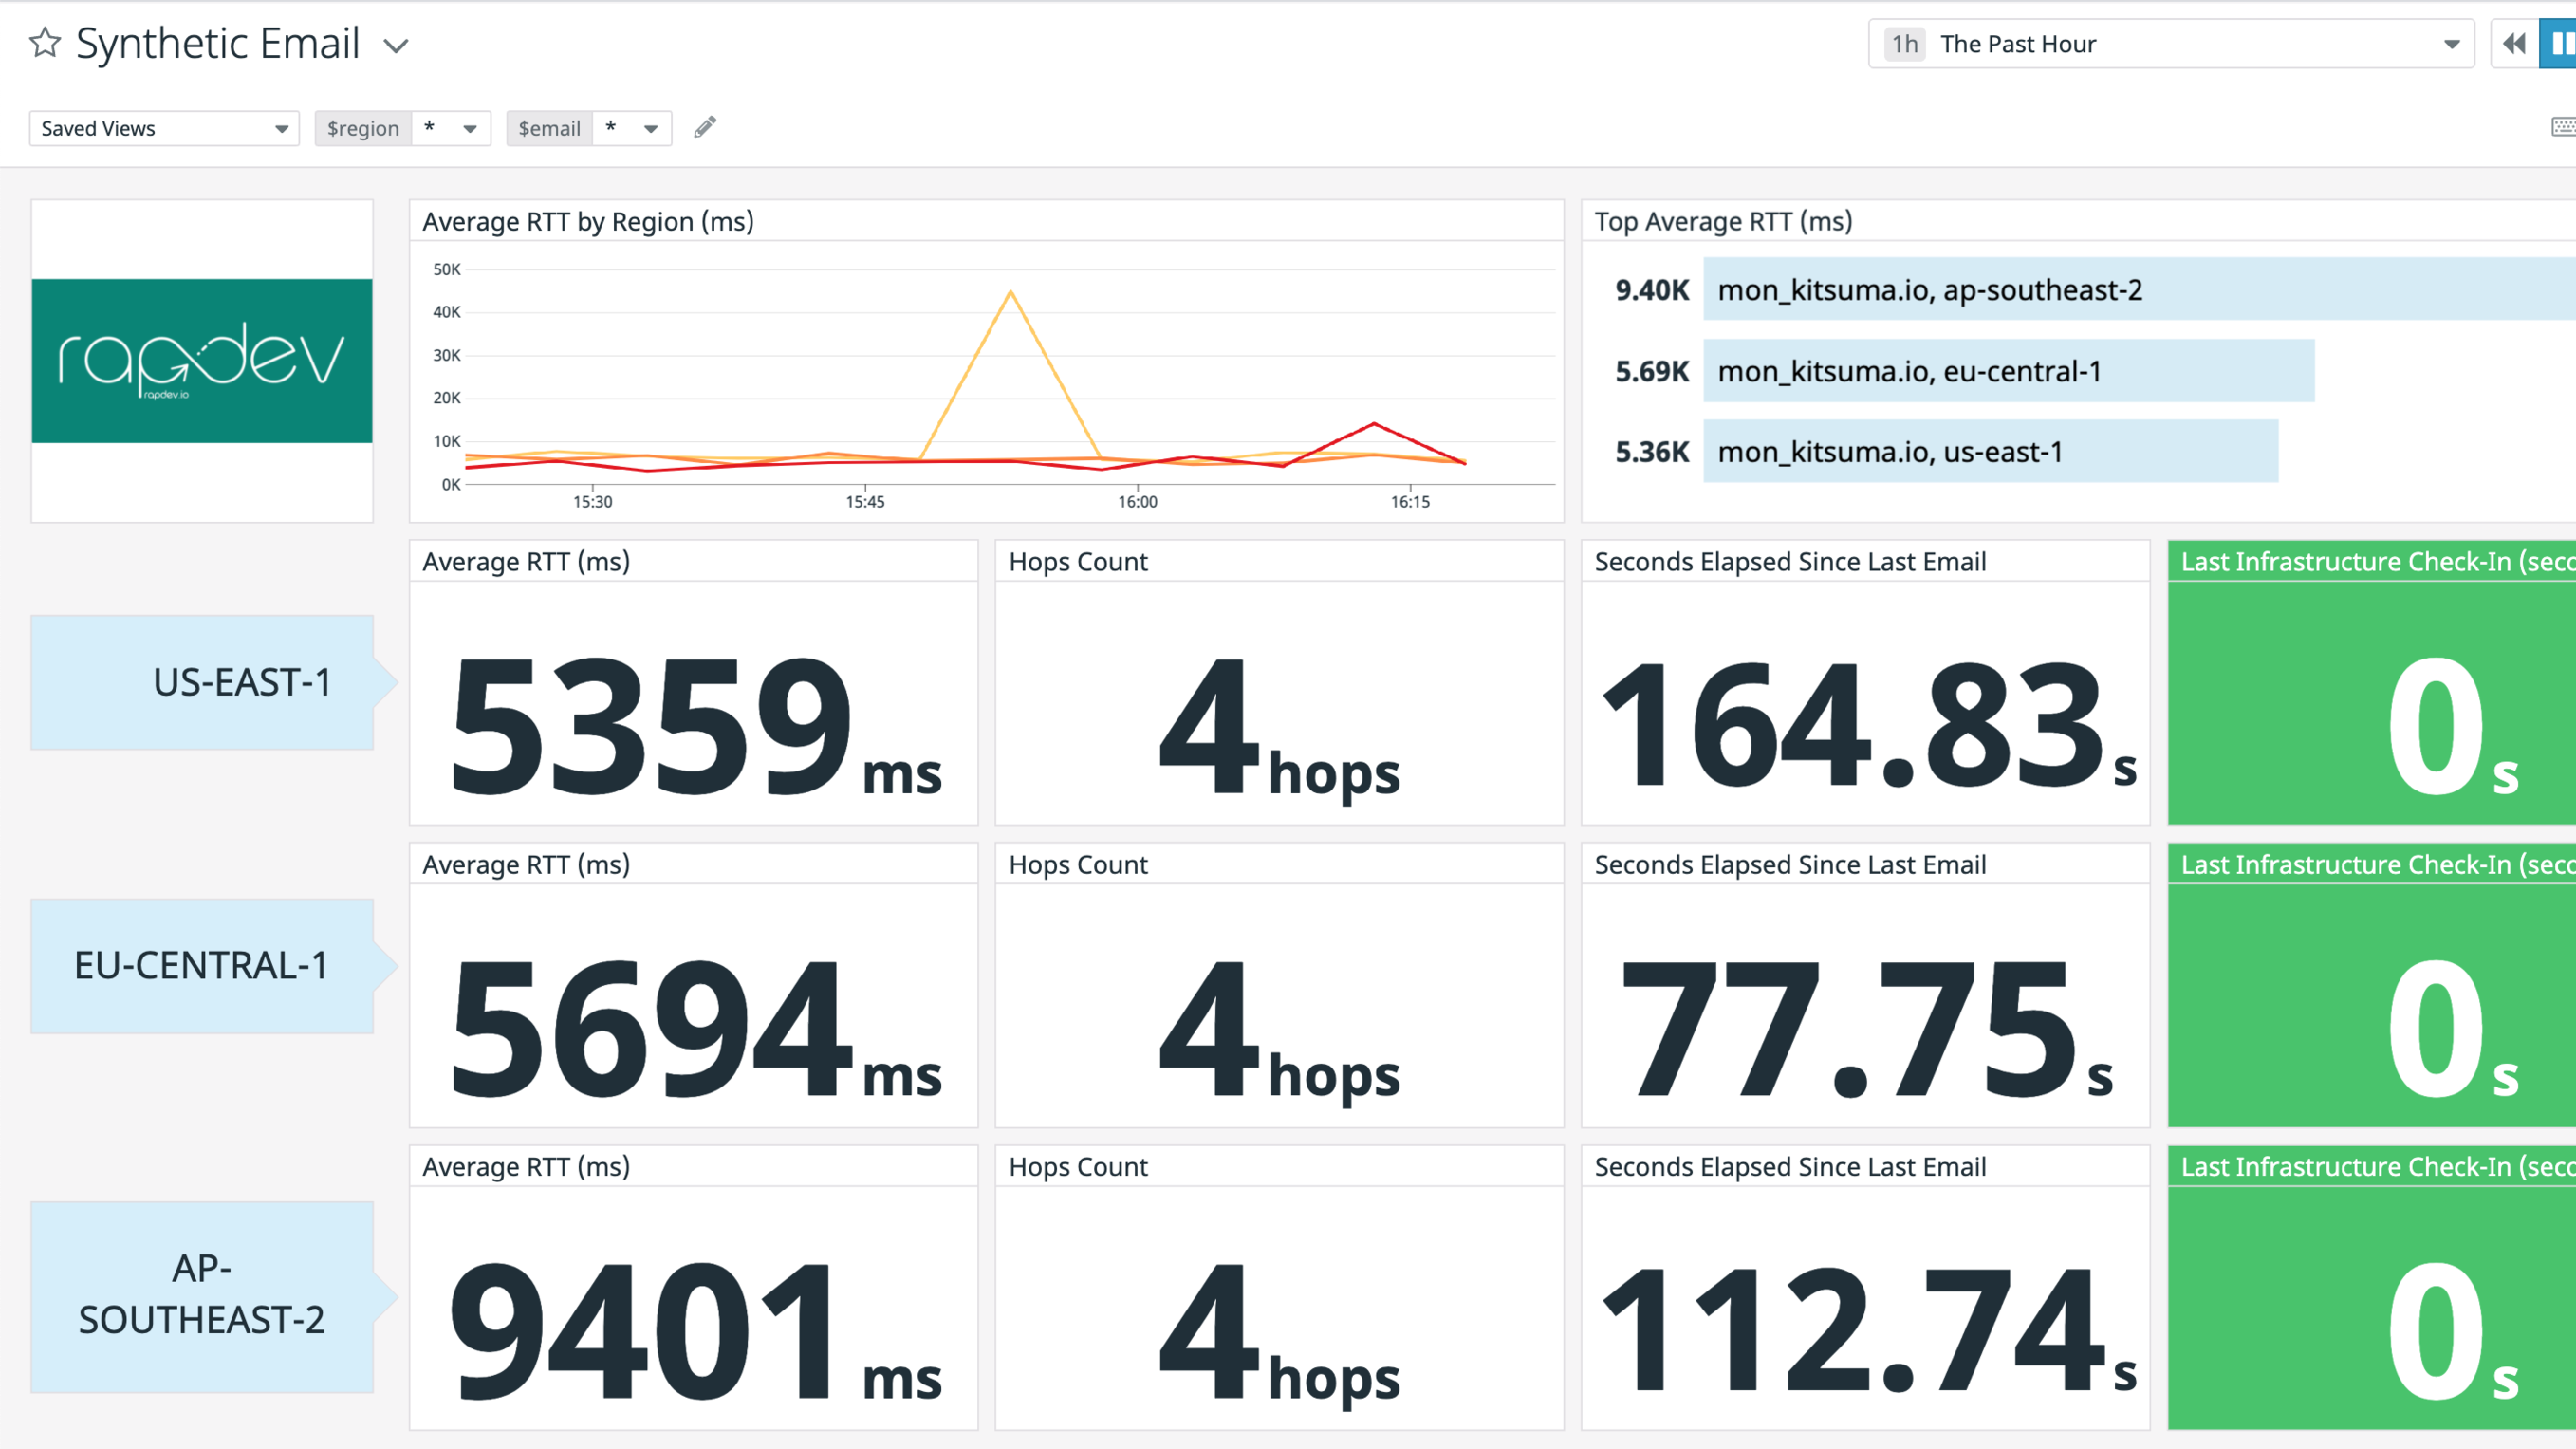 Synthetic Email
1h The Past Hour
Saved Views
$region *
$email *
rapdev
rapdev.io
Average RTT by Region (ms)
50K
40K
30K
20K
10K
0K
15:30 15:45 16:00 16:15
Top Average RTT (ms)
9.40K mon_kitsuma.io, ap-southeast-2
5.69K mon_kitsuma.io, eu-central-1
5.36K mon_kitsuma.io, us-east-1
US-EAST-1
Average RTT (ms)
5359 ms
Hops Count
4 hops
Seconds Elapsed Since Last Email
164.83 s
Last Infrastructure Check-In (seco
0 s
EU-CENTRAL-1
Average RTT (ms)
5694 ms
Hops Count
4 hops
Seconds Elapsed Since Last Email
77.75 s
Last Infrastructure Check-In (seco
0 s
AP-
SOUTHEAST-2
Average RTT (ms)
9401 ms
Hops Count
4 hops
Seconds Elapsed Since Last Email
112.74 s
Last Infrastructure Check-In (seco
0 s